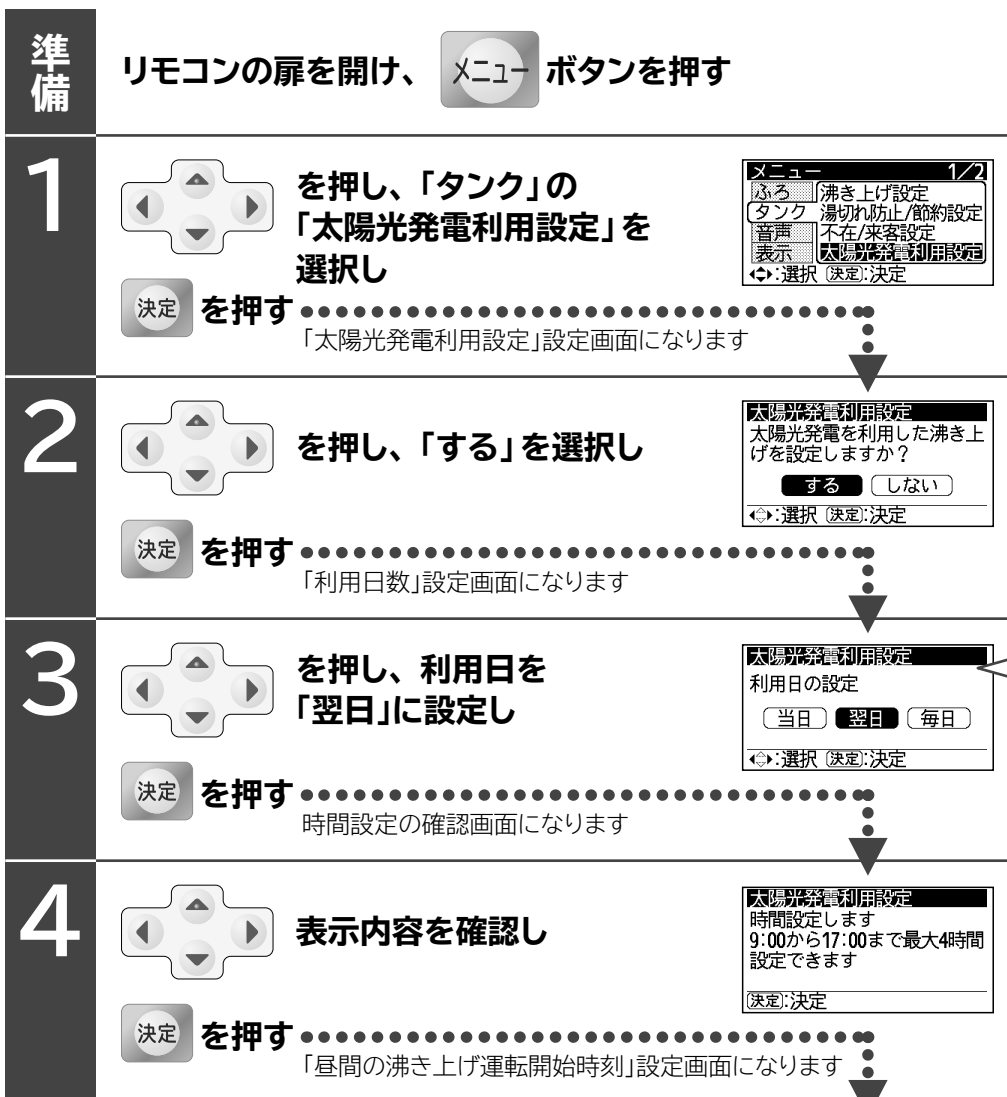 準備
リモコンの扉を開け、 メニュー ボタンを押す
1
を押し、「タンク」の
「太陽光発電利用設定」を
選択し
決定 を押す
「太陽光発電利用設定」設定画面になります
メニュー 1/2
ふろ 沸き上げ設定
タンク 湯切れ防止/節約設定
音声 不在/来客設定
表示 太陽光発電利用設定
:選択 決定:決定
2
を押し、「する」を選択し
決定 を押す
「利用日数」設定画面になります
太陽光発電利用設定
太陽光発電を利用した沸き上
げを設定しますか？
する しない
:選択 決定:決定
3
を押し、利用日を
「翌日」に設定し
決定 を押す
時間設定の確認画面になります
太陽光発電利用設定
利用日の設定
当日 翌日 毎日
:選択 決定:決定
4
表示内容を確認し
決定 を押す
「昼間の沸き上げ運転開始時刻」設定画面になります
太陽光発電利用設定
時間設定します
9:00から17:00まで最大4時間
設定できます
決定:決定